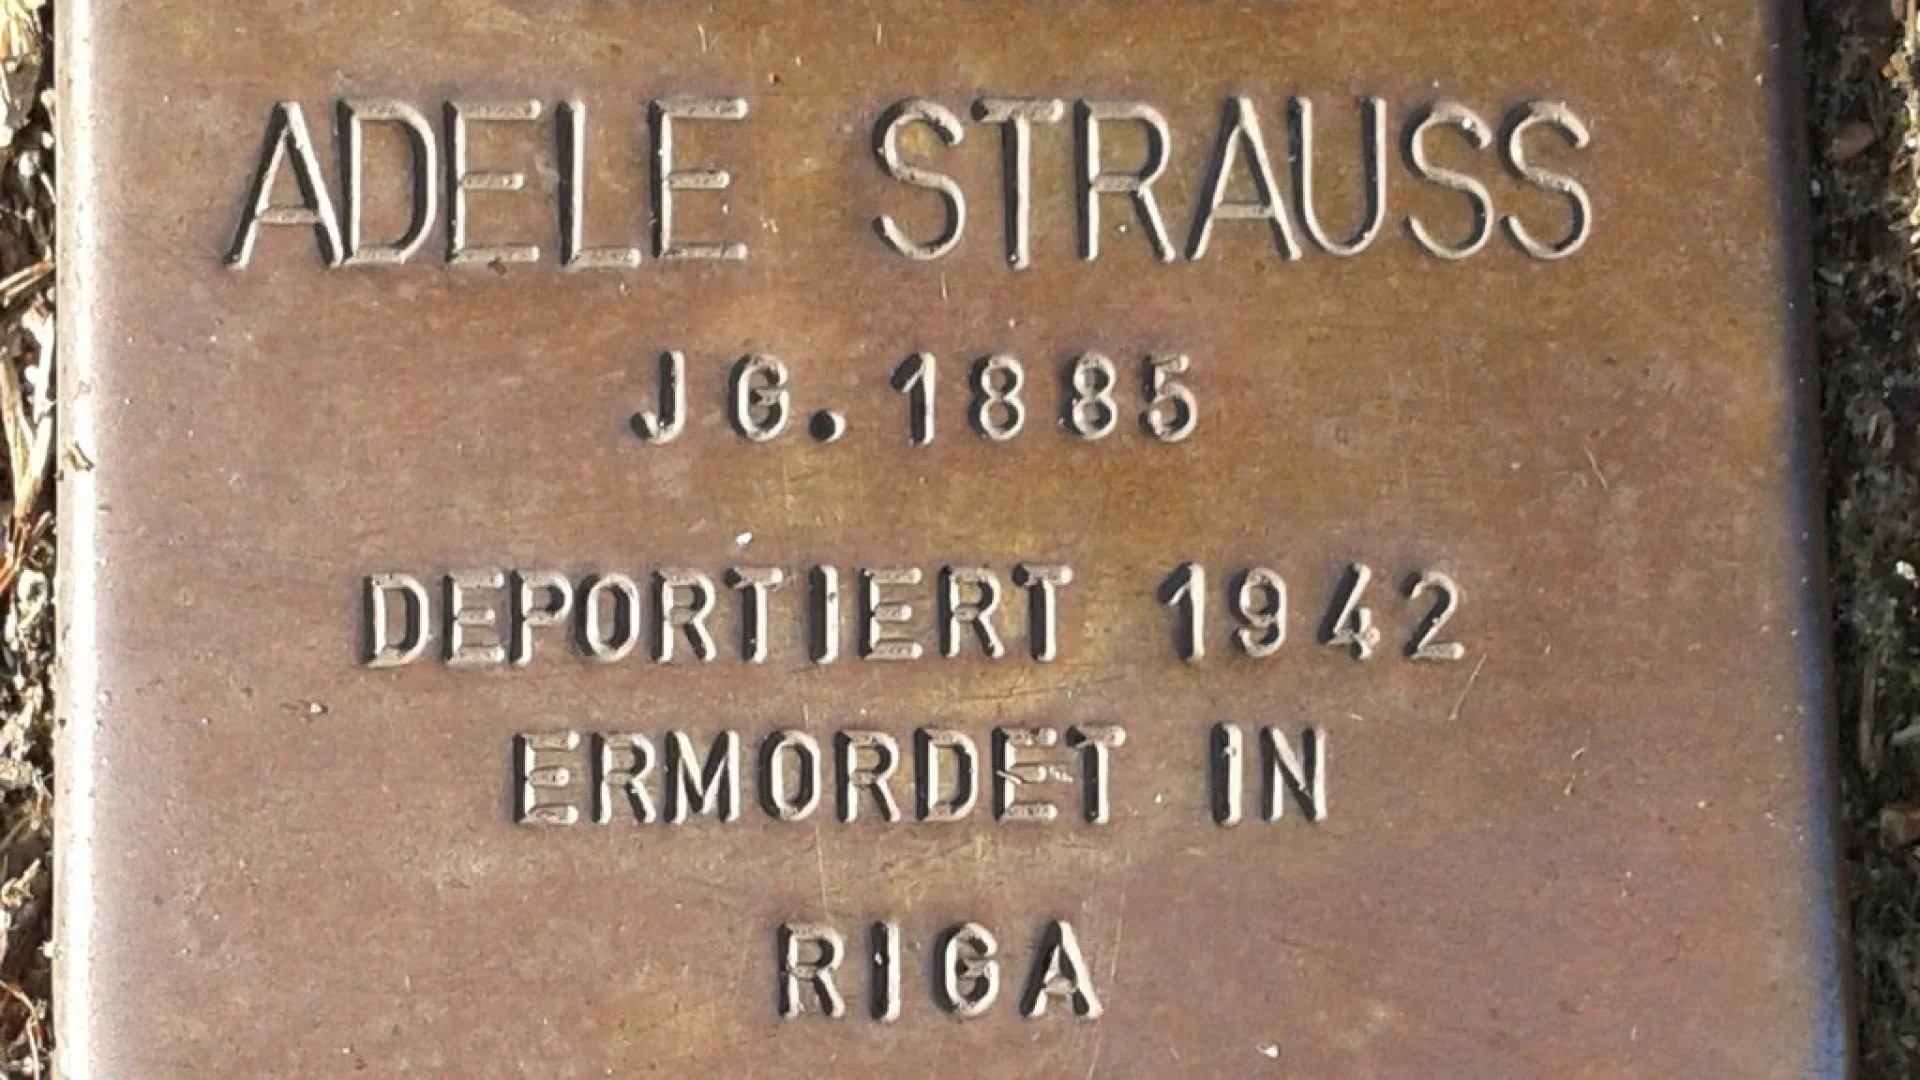 ADELE STRAUSS
JG. 1885
DEPORTIERT 1942
ERMORDET IN
RIGA